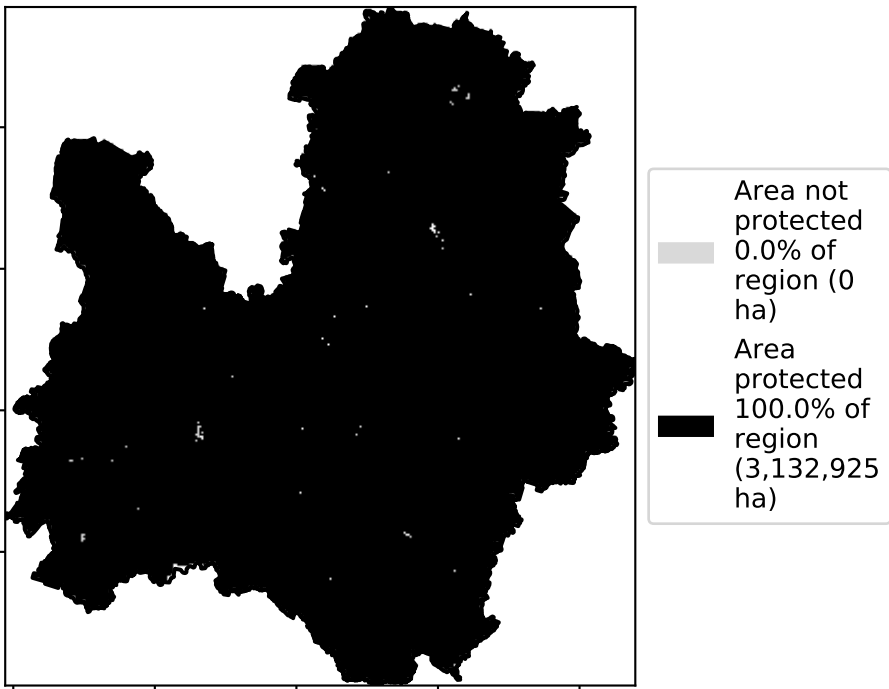 Area not
protected
0.0% of
region (0
ha)
Area
protected
100.0% of
region
(3,132,925
ha)